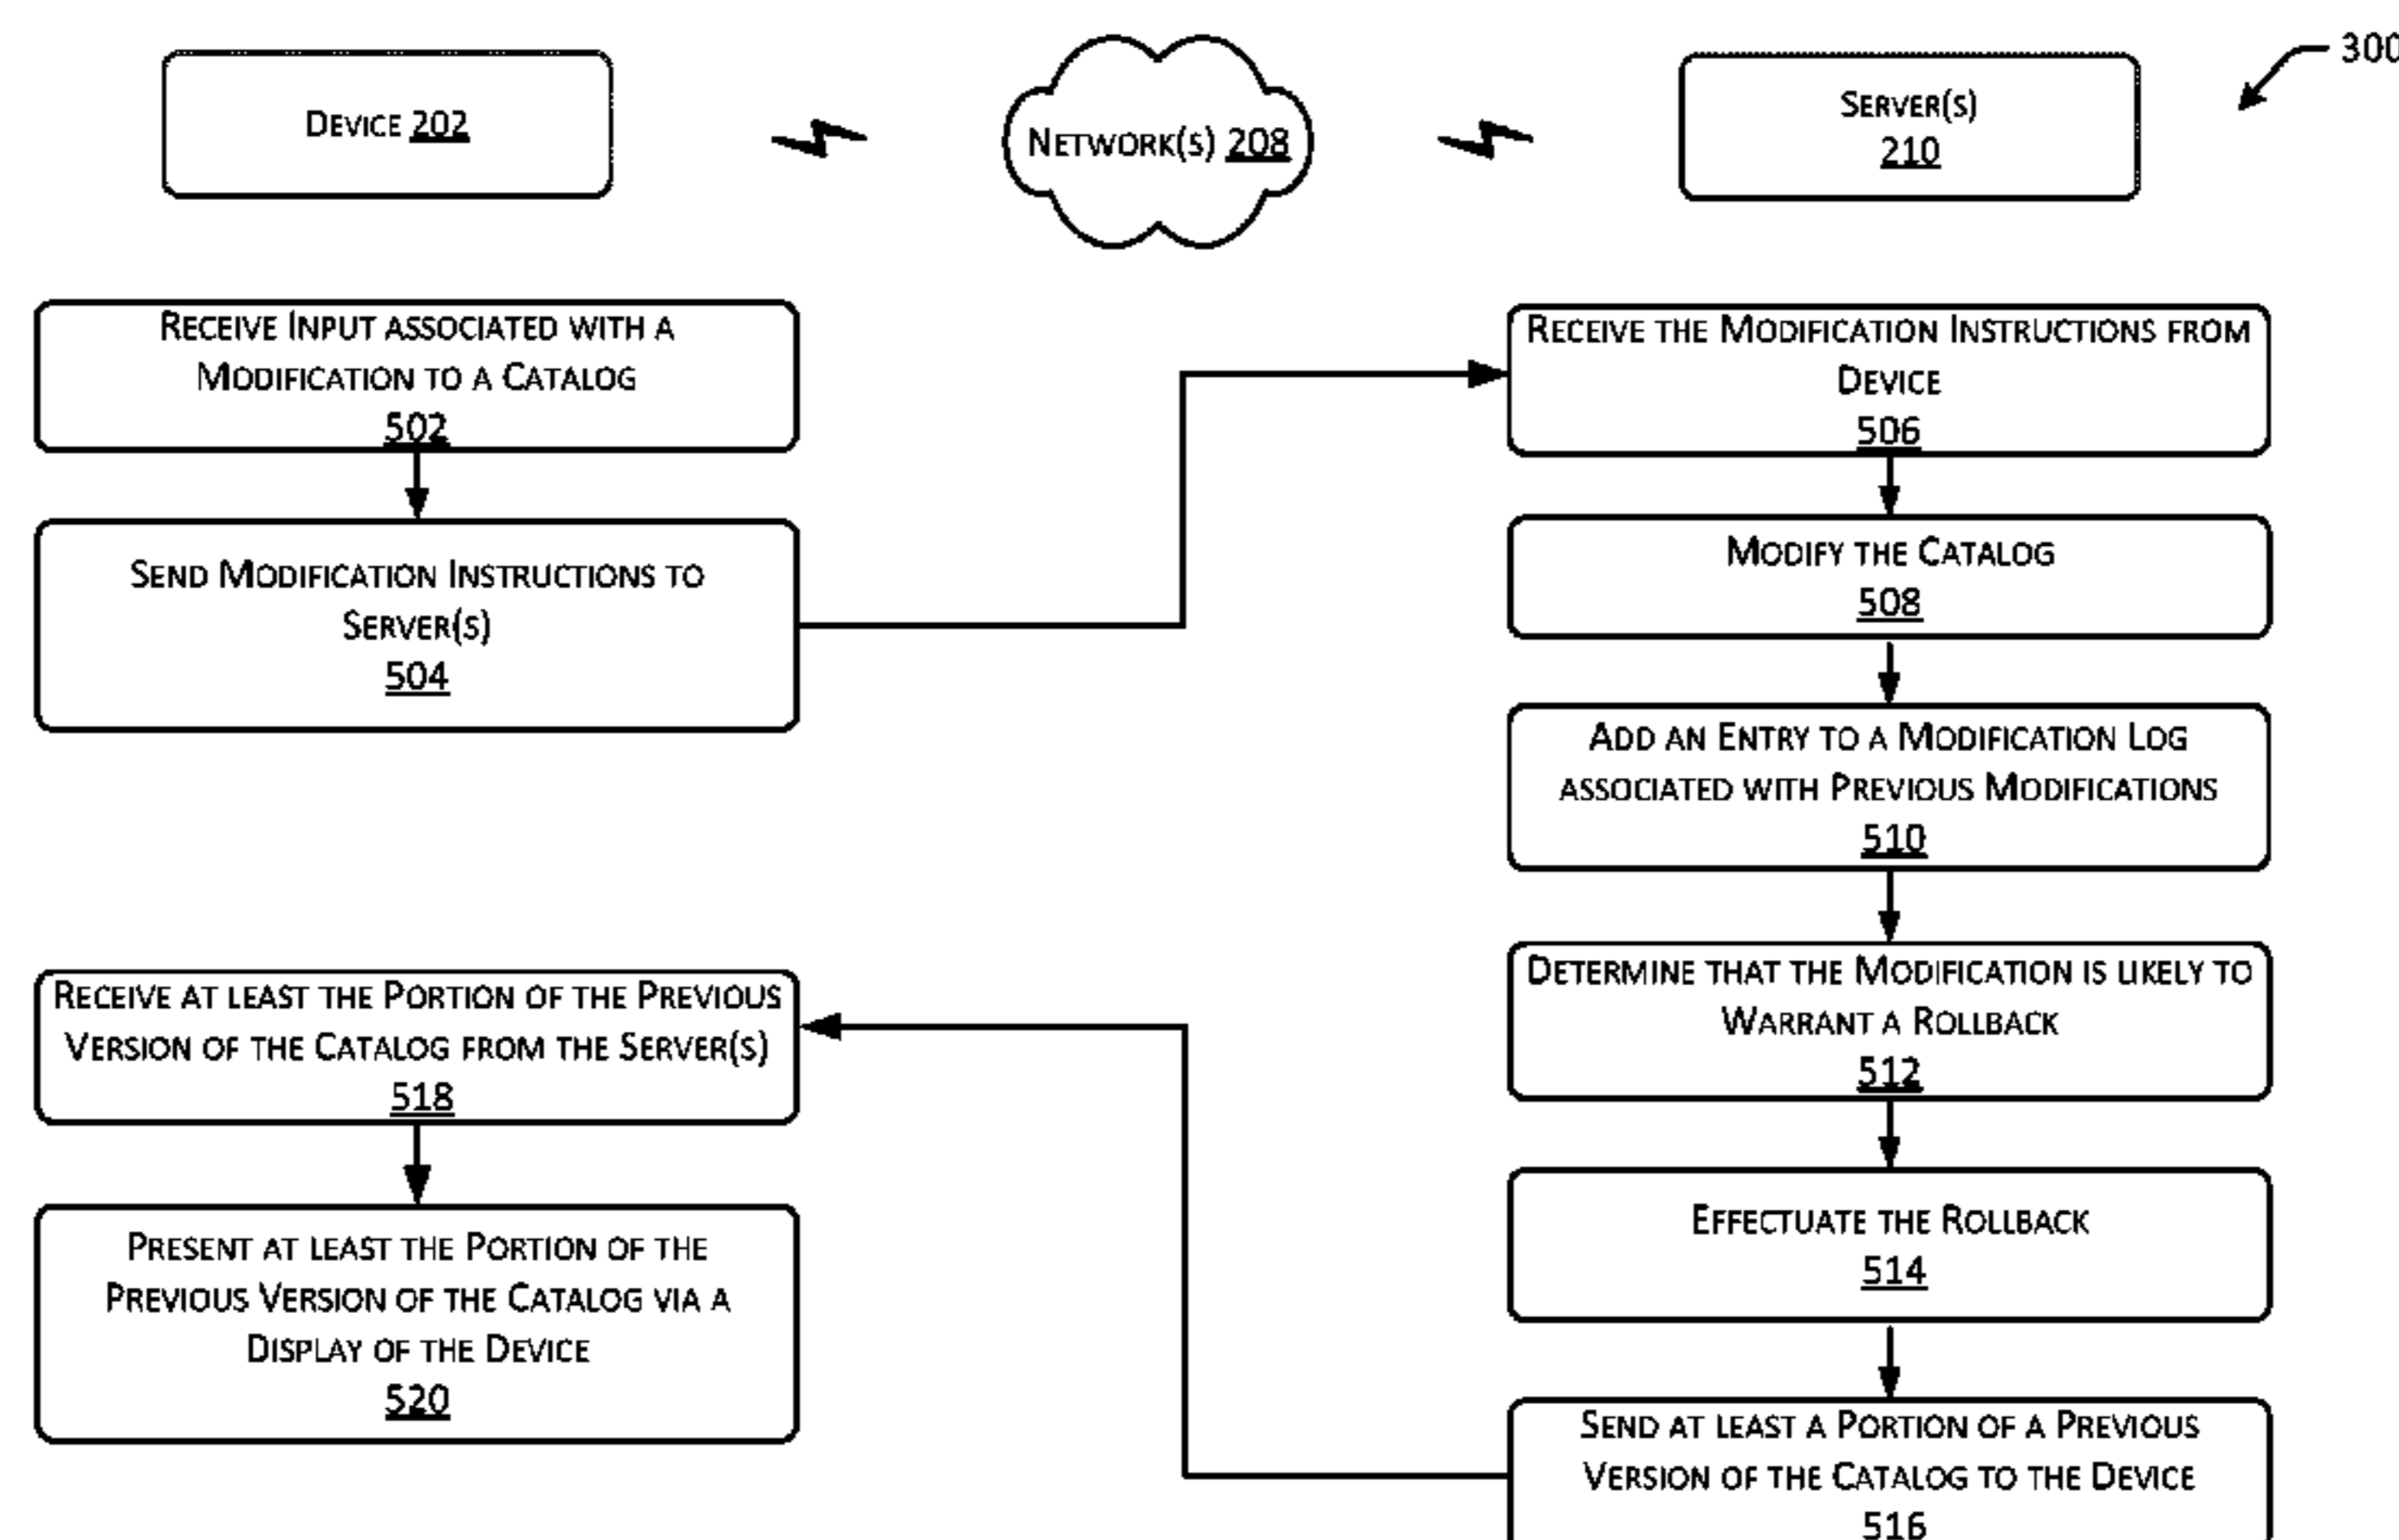 DEVICE 202
NETWORK(S) 208
SERVER(S)
210
300
RECEIVE INPUT ASSOCIATED WITH A
MODIFICATION TO A CATALOG
502
SEND MODIFICATION INSTRUCTIONS TO
SERVER(S)
504
RECEIVE THE MODIFICATION INSTRUCTIONS FROM
DEVICE
506
MODIFY THE CATALOG
508
ADD AN ENTRY TO A MODIFICATION LOG
ASSOCIATED WITH PREVIOUS MODIFICATIONS
510
DETERMINE THAT THE MODIFICATION IS LIKELY TO
WARRANT A ROLLBACK
512
EFFECTUATE THE ROLLBACK
514
SEND AT LEAST A PORTION OF A PREVIOUS
VERSION OF THE CATALOG TO THE DEVICE
516
RECEIVE AT LEAST THE PORTION OF THE PREVIOUS
VERSION OF THE CATALOG FROM THE SERVER(S)
518
PRESENT AT LEAST THE PORTION OF THE
PREVIOUS VERSION OF THE CATALOG VIA A
DISPLAY OF THE DEVICE
520